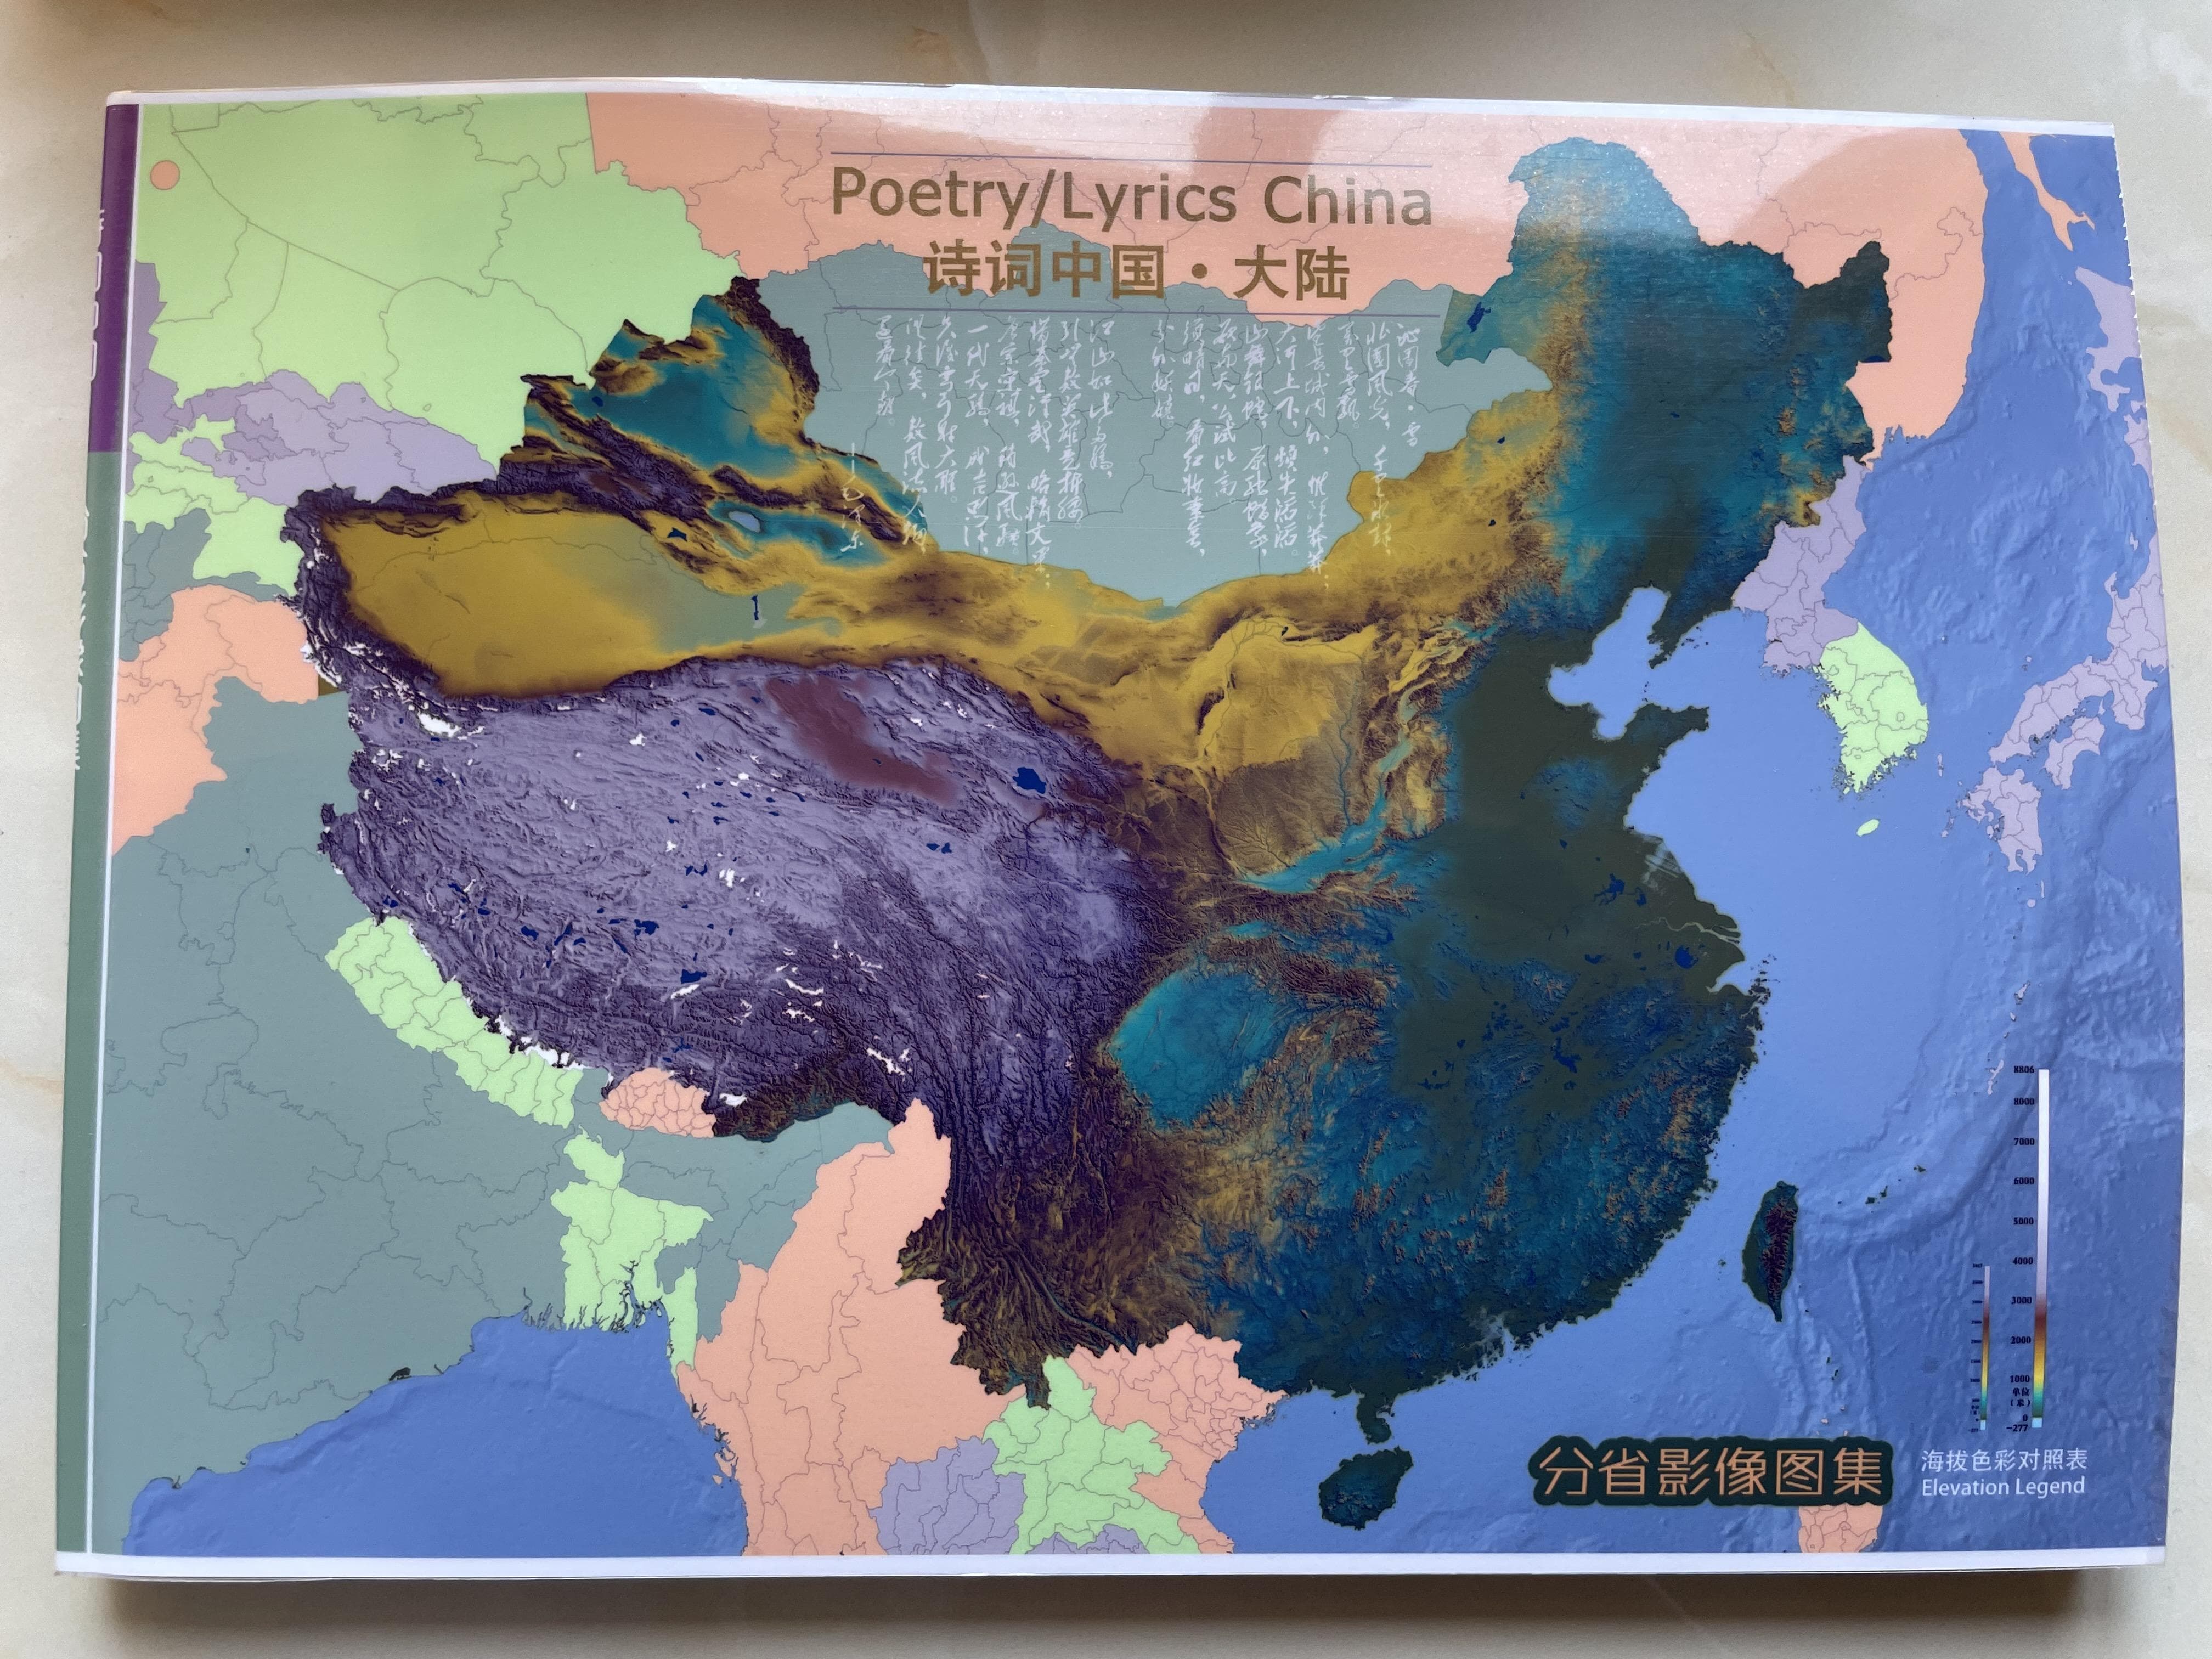 Poetry/Lyrics China
诗词中国·大陆
沁园春·雪
北国风光，千里冰封，
万里雪飘。
望长城内外，惟余莽莽；
大河上下，顿失滔滔。
山舞银蛇，原驰蜡象，
欲与天公试比高。
须晴日，看红妆素裹，
分外妖娆。
江山如此多娇，
引无数英雄竞折腰。
惜秦皇汉武，略输文采；
唐宗宋祖，稍逊风骚。
一代天骄，成吉思汗，
只识弯弓射大雕。
俱往矣，数风流人物，
还看今朝。
——毛泽东
8806
8000
7000
6000
5000
4000
3000
2000
1000
单位
（米）
0
-277
分省影像图集
海拔色彩对照表
Elevation Legend